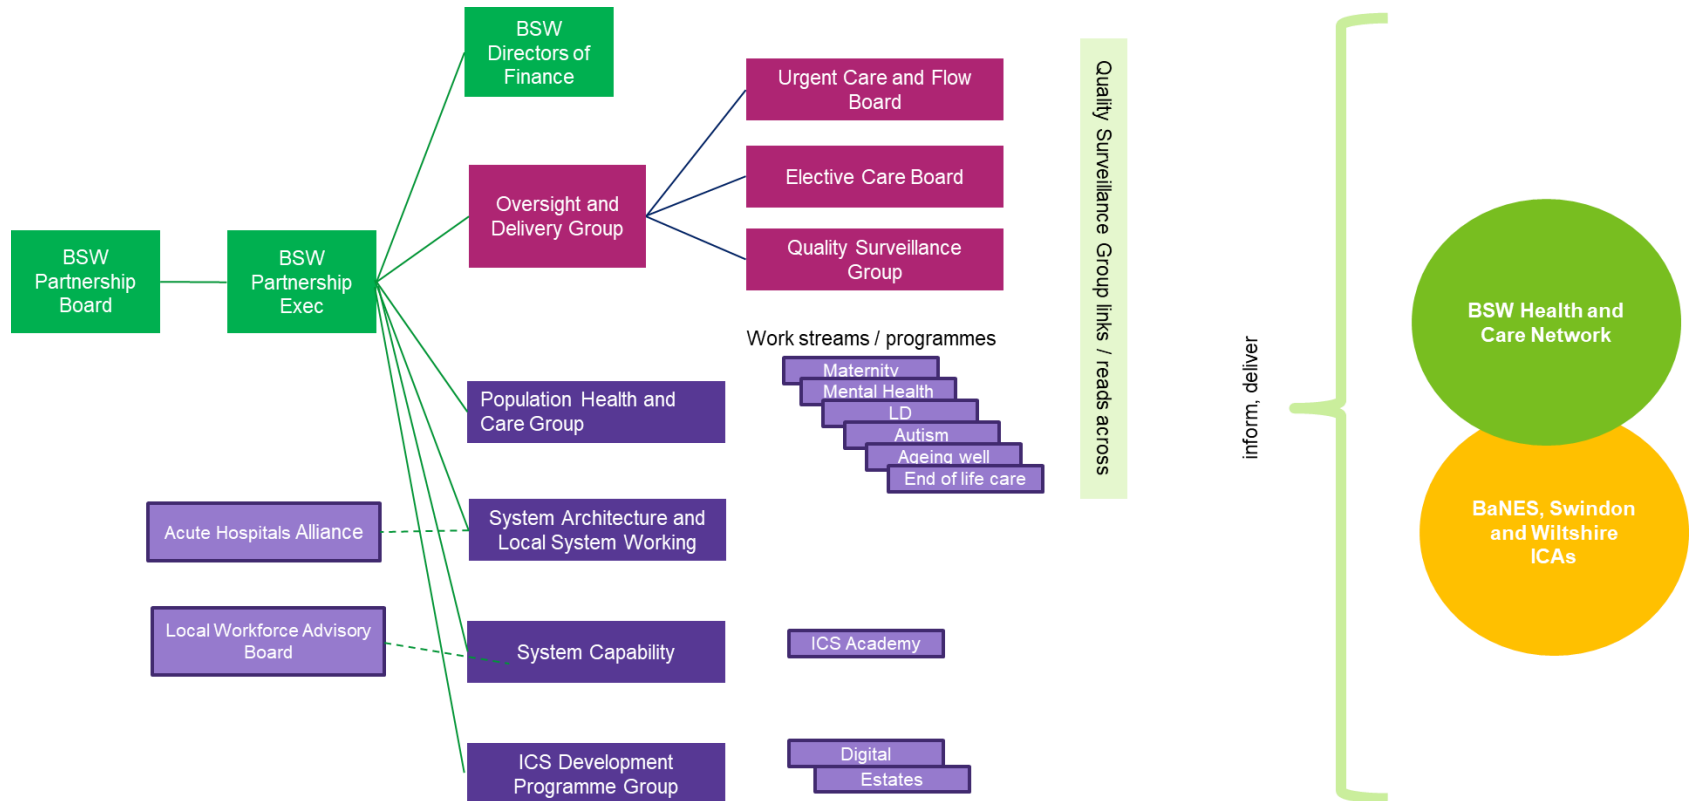 BSW
Directors of
Finance
Urgent Care and Flow
Board
Elective Care Board
Oversight and
Delivery Group
Quality Surveillance
Group
BSW
Partnership
Board
BSW
Partnership
Exec
Work streams / programmes
Maternity
Mental Health
LD
Autism
Ageing well
End of life care
Population Health and
Care Group
Acute Hospitals Alliance
System Architecture and
Local System Working
Local Workforce Advisory
Board
System Capability
ICS Academy
ICS Development
Programme Group
Digital
Estates
Quality Surveillance Group links / reads across
inform, deliver
BSW Health and
Care Network
BaNES, Swindon
and Wiltshire
ICAs